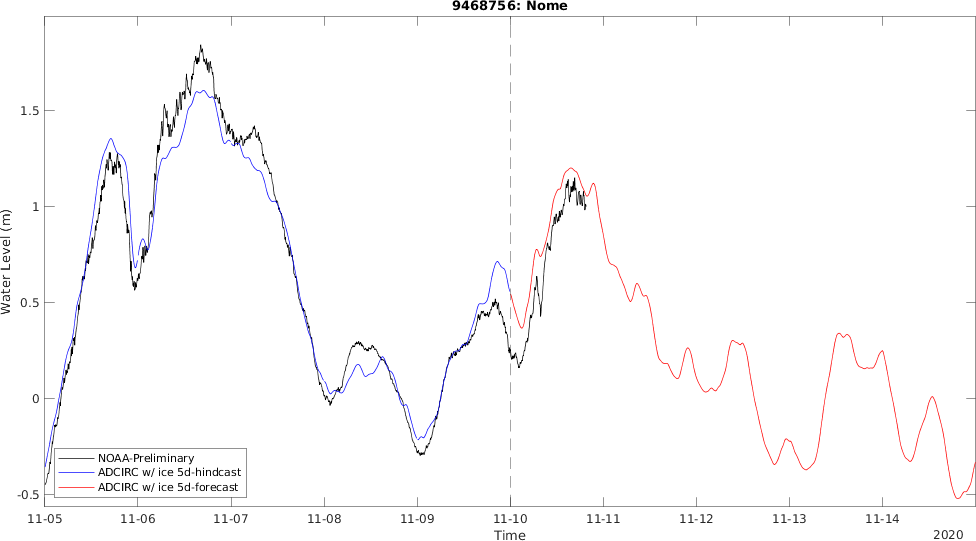 9468756: Nome
Water Level (m)
1.5
1
0.5
0
-0.5
NOAA-Preliminary
ADCIRC w/ ice 5d-hindcast
ADCIRC w/ ice 5d-forecast
11-05 11-06 11-07 11-08 11-09 11-10 11-11 11-12 11-13 11-14
Time
2020